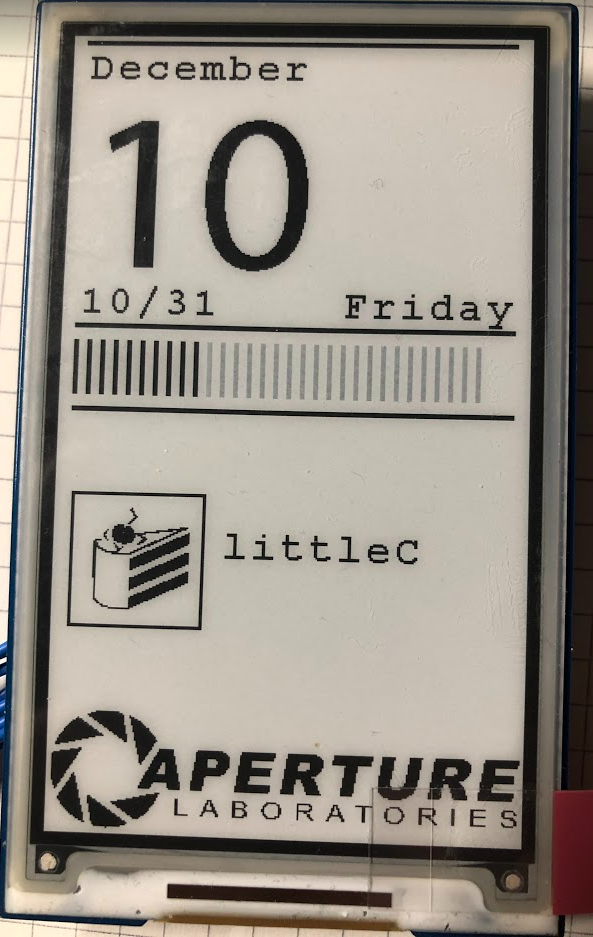 December
10
10/31 Friday
littleC
APERTURE
LABORATORIES